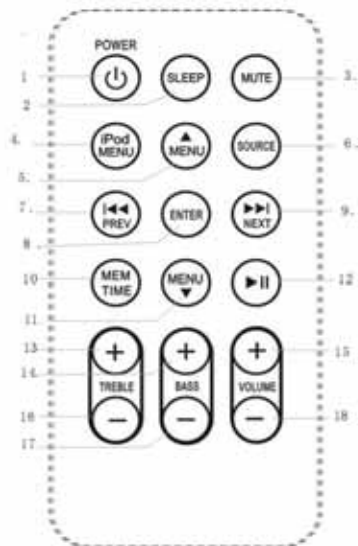 POWER
1.
SLEEP
MUTE
3.
2.
4.
iPod
MENU
▲
MENU
SOURCE
6.
5.
7.
I◀◀
PREV
ENTER
▶▶I
NEXT
9.
8.
10
MEM
TIME
MENU
▼
▶II
12
11
13
+
+
+
15
14
TREBLE
BASS
VOLUME
16
−
−
−
18
17